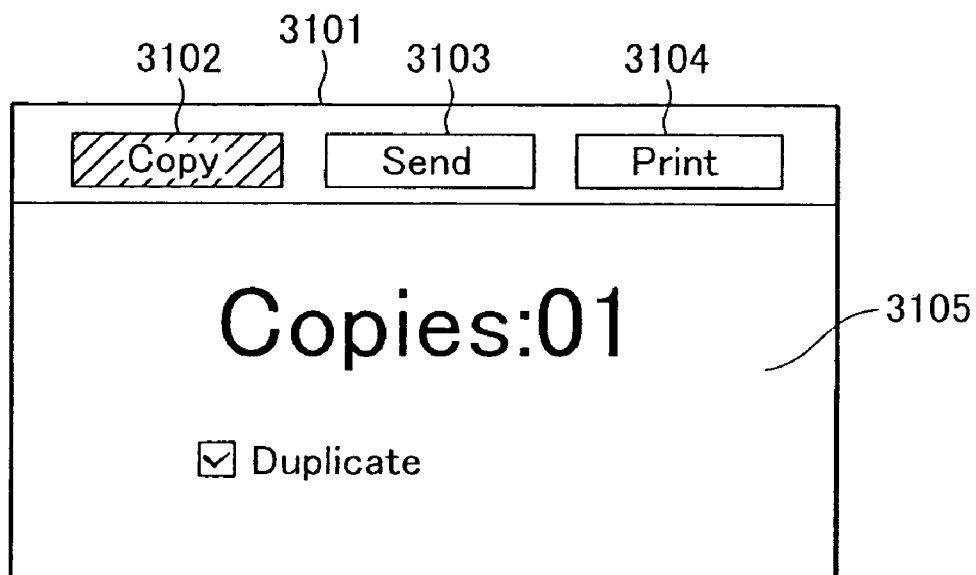 3101
3102 3103 3104
Copy Send Print
Copies:01
3105
Duplicate